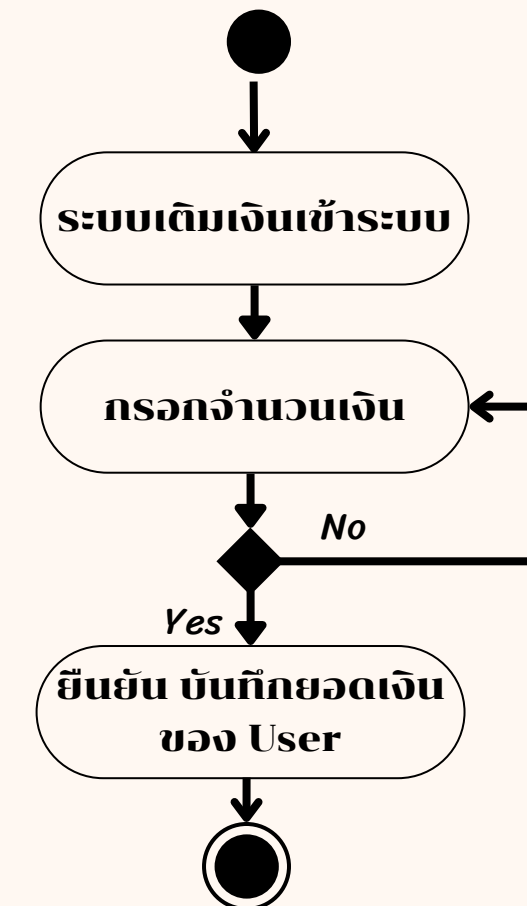 ระบบเติมเงินเข้าระบบ
กรอกจำนวนเงิน
No
Yes
ยืนยัน บันทึกยอดเงิน
ของ User